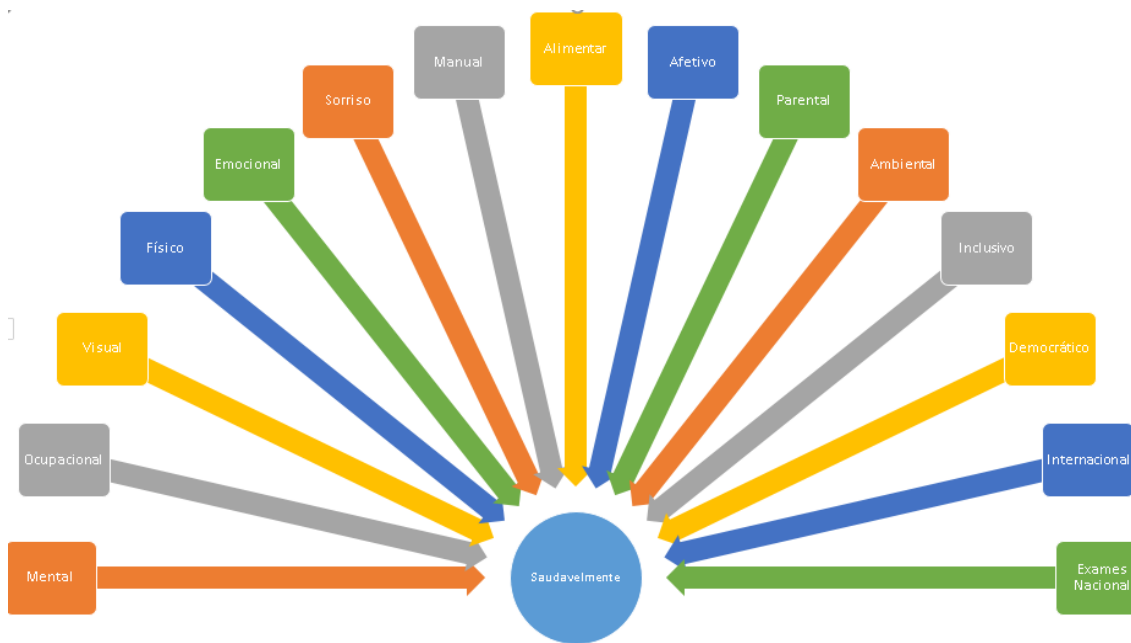 Alimentar
Manual
Afetivo
Sorriso
Parental
Emocional
Ambiental
Físico
Inclusivo
Visual
Democrático
Ocupacional
Internacional
Mental
Saudavelmente
Exames
Nacional